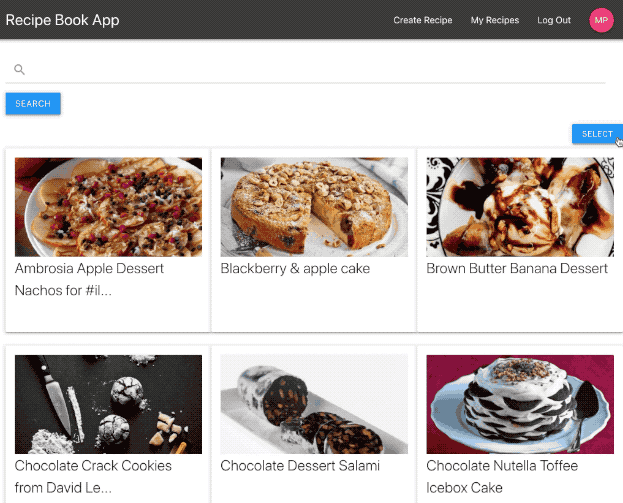 Recipe Book App
Create Recipe
My Recipes
Log Out
MP
SEARCH
SELECT
Ambrosia Apple Dessert
Nachos for #il...
Blackberry & apple cake
Brown Butter Banana Dessert
Chocolate Crack Cookies
from David Le...
Chocolate Dessert Salami
Chocolate Nutella Toffee
Icebox Cake